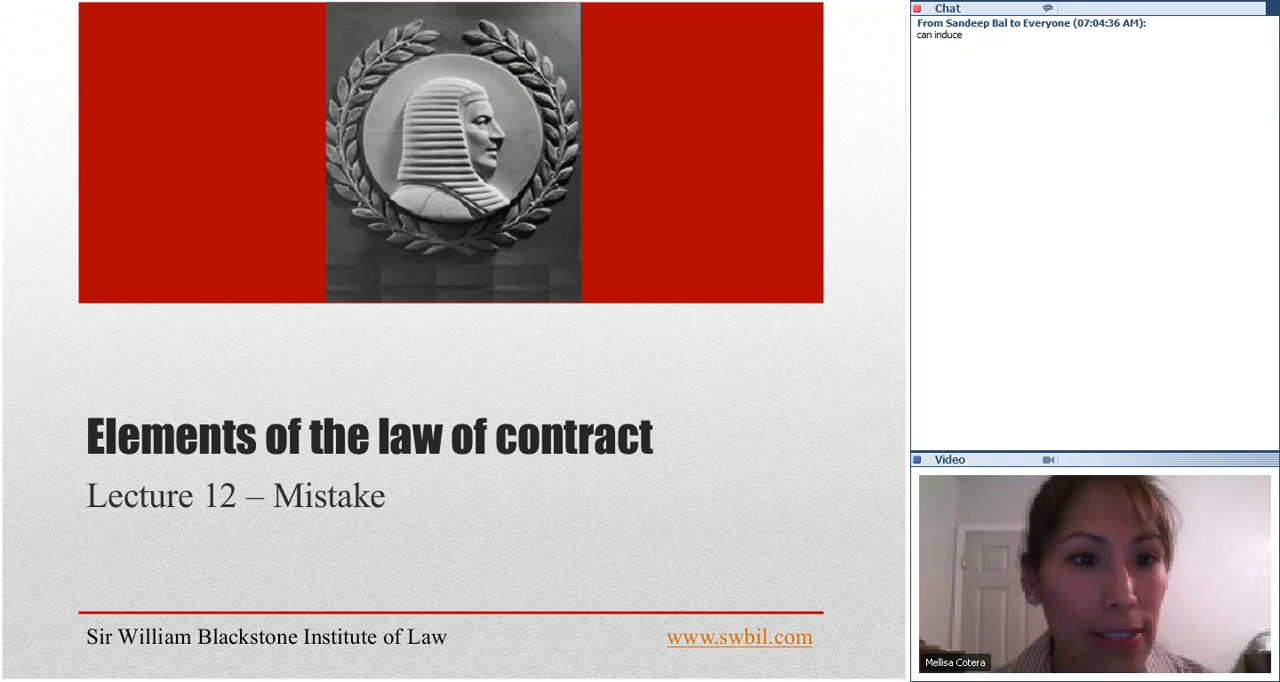 Elements of the law of contract
Lecture 12 – Mistake
Sir William Blackstone Institute of Law
www.swbil.com
Chat
From Sandeep Bal to Everyone (07:04:36 AM):
can induce
Video
Mellisa Cotera